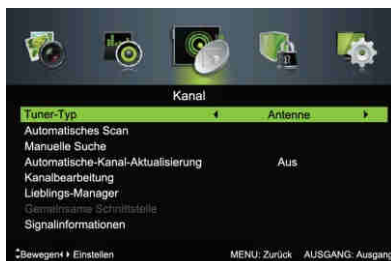 Kanal
Tuner-Typ Antenne
Automatisches Scan
Manuelle Suche
Automatische-Kanal-Aktualisierung Aus
Kanalbearbeitung
Lieblings-Manager
Gemeinsame Schnittstelle
Signalinformationen
Bewegen Einstellen MENU: Zurück AUSGANG: Ausgang